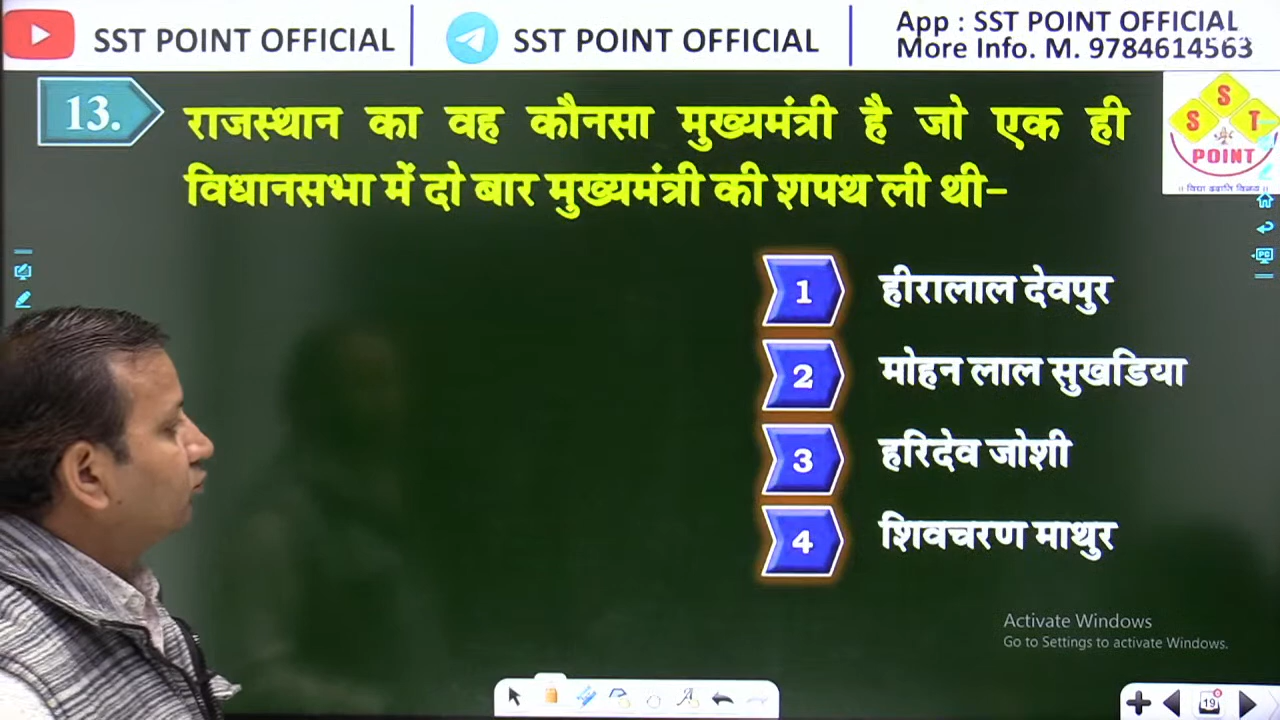 SST POINT OFFICIAL
SST POINT OFFICIAL
App : SST POINT OFFICIAL
More Info. M. 9784614563
13.
राजस्थान का वह कौनसा मुख्यमंत्री है जो एक ही
विधानसभा में दो बार मुख्यमंत्री की शपथ ली थी–
S
S T
POINT
1 हीरालाल देवपुर
2 मोहन लाल सुखडिया
3 हरिदेव जोशी
4 शिवचरण माथुर
Activate Windows
Go to Settings to activate Windows.
19